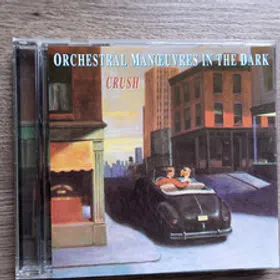 ORCHESTRAL MANŒUVRES IN THE DARK
CRUSH